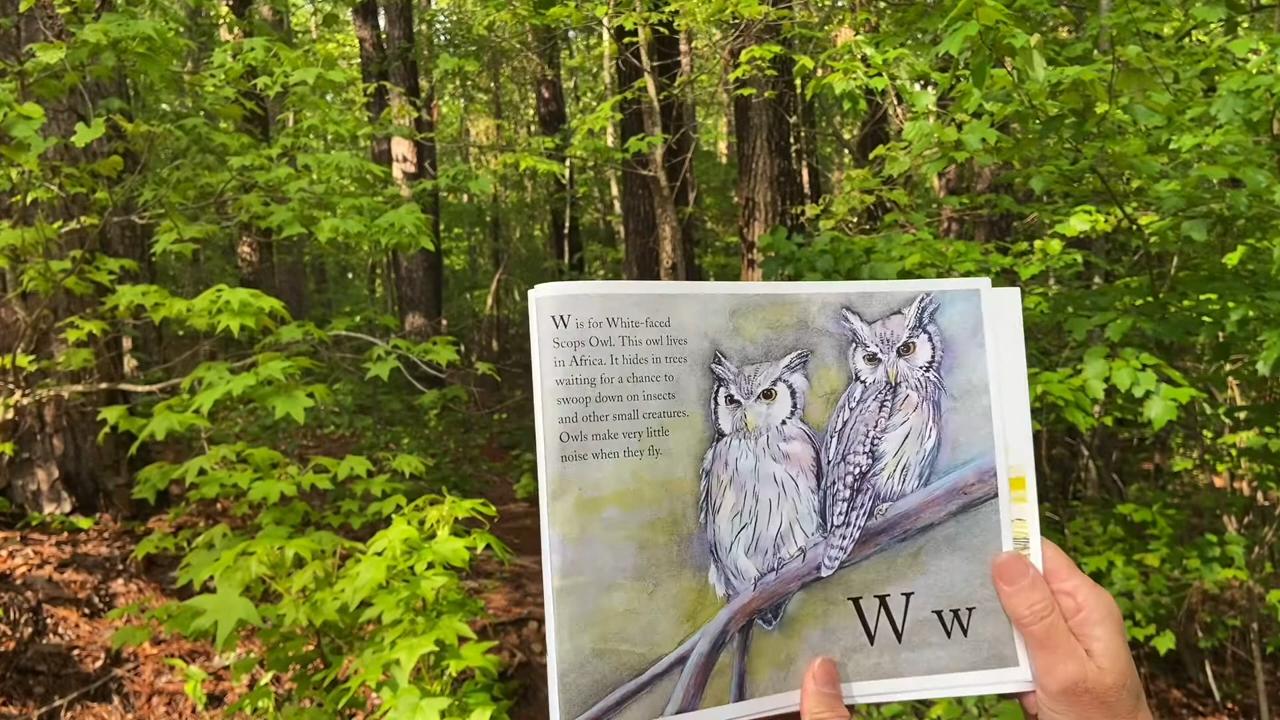 W is for White-faced
Scops Owl. This owl lives
in Africa. It hides in trees
waiting for a chance to
swoop down on insects
and other small creatures.
Owls make very little
noise when they fly.
W w